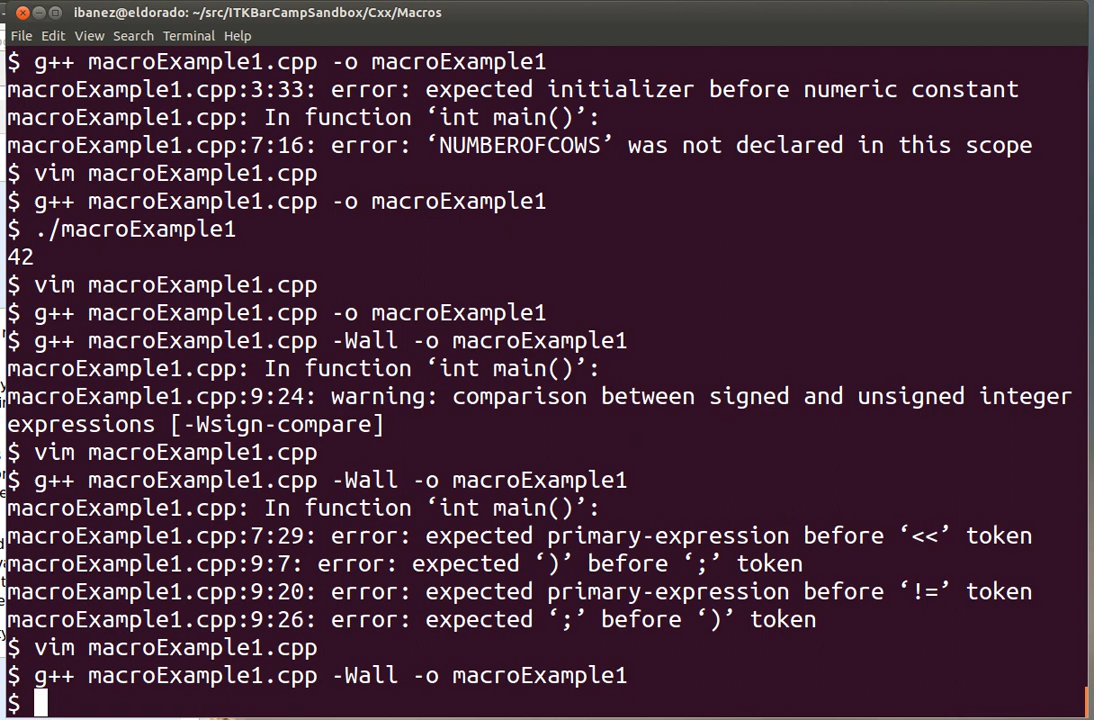 ibanez@eldorado: ~/src/ITKBarCampSandbox/Cxx/Macros
File Edit View Search Terminal Help
$ g++ macroExample1.cpp -o macroExample1
macroExample1.cpp:3:33: error: expected initializer before numeric constant
macroExample1.cpp: In function ‘int main()’:
macroExample1.cpp:7:16: error: ‘NUMBEROFCOWS’ was not declared in this scope
$ vim macroExample1.cpp
$ g++ macroExample1.cpp -o macroExample1
$ ./macroExample1
42
$ vim macroExample1.cpp
$ g++ macroExample1.cpp -o macroExample1
$ g++ macroExample1.cpp -Wall -o macroExample1
macroExample1.cpp: In function ‘int main()’:
macroExample1.cpp:9:24: warning: comparison between signed and unsigned integer
expressions [-Wsign-compare]
$ vim macroExample1.cpp
$ g++ macroExample1.cpp -Wall -o macroExample1
macroExample1.cpp: In function ‘int main()’:
macroExample1.cpp:7:29: error: expected primary-expression before ‘<<’ token
macroExample1.cpp:9:7: error: expected ‘)’ before ‘;’ token
macroExample1.cpp:9:20: error: expected primary-expression before ‘!=’ token
macroExample1.cpp:9:26: error: expected ‘;’ before ‘)’ token
$ vim macroExample1.cpp
$ g++ macroExample1.cpp -Wall -o macroExample1
$